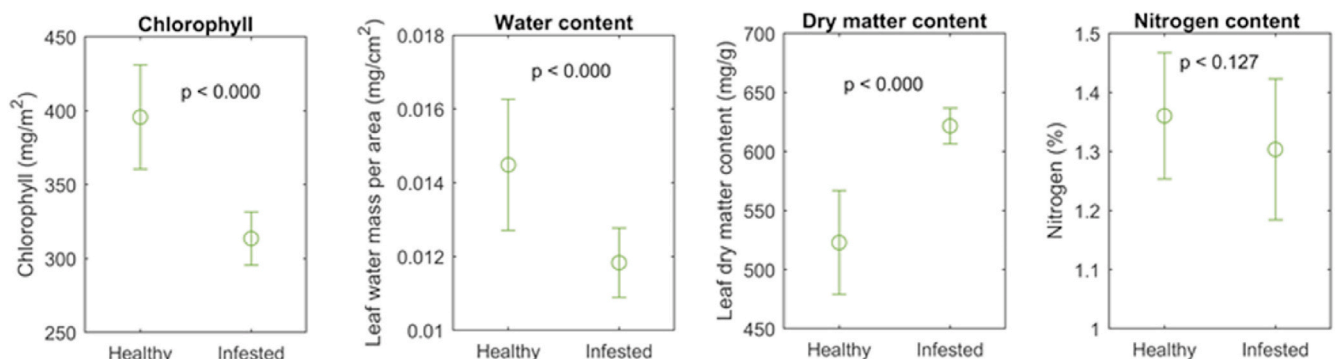 Chlorophyll
450
400
350
300
250
Chlorophyll (mg/m2)
p < 0.000
Healthy Infested
Water content
0.018
0.016
0.014
0.012
0.01
Leaf water mass per area (mg/cm2)
p < 0.000
Healthy Infested
Dry matter content
700
650
600
550
500
450
Leaf dry matter content (mg/g)
p < 0.000
Healthy Infested
Nitrogen content
1.5
1.4
1.3
1.2
1.1
1
Nitrogen (%)
p < 0.127
Healthy Infested